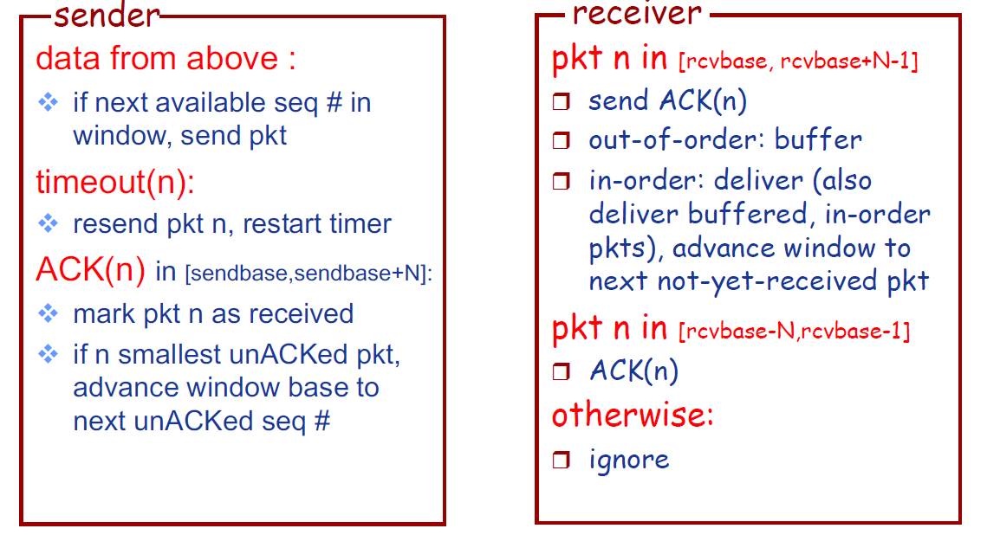 sender
data from above :
❖ if next available seq # in
window, send pkt
timeout(n):
❖ resend pkt n, restart timer
ACK(n) in [sendbase,sendbase+N]:
❖ mark pkt n as received
❖ if n smallest unACKed pkt,
advance window base to
next unACKed seq #
receiver
pkt n in [rcvbase, rcvbase+N-1]
❒ send ACK(n)
❒ out-of-order: buffer
❒ in-order: deliver (also
deliver buffered, in-order
pkts), advance window to
next not-yet-received pkt
pkt n in [rcvbase-N,rcvbase-1]
❒ ACK(n)
otherwise:
❒ ignore